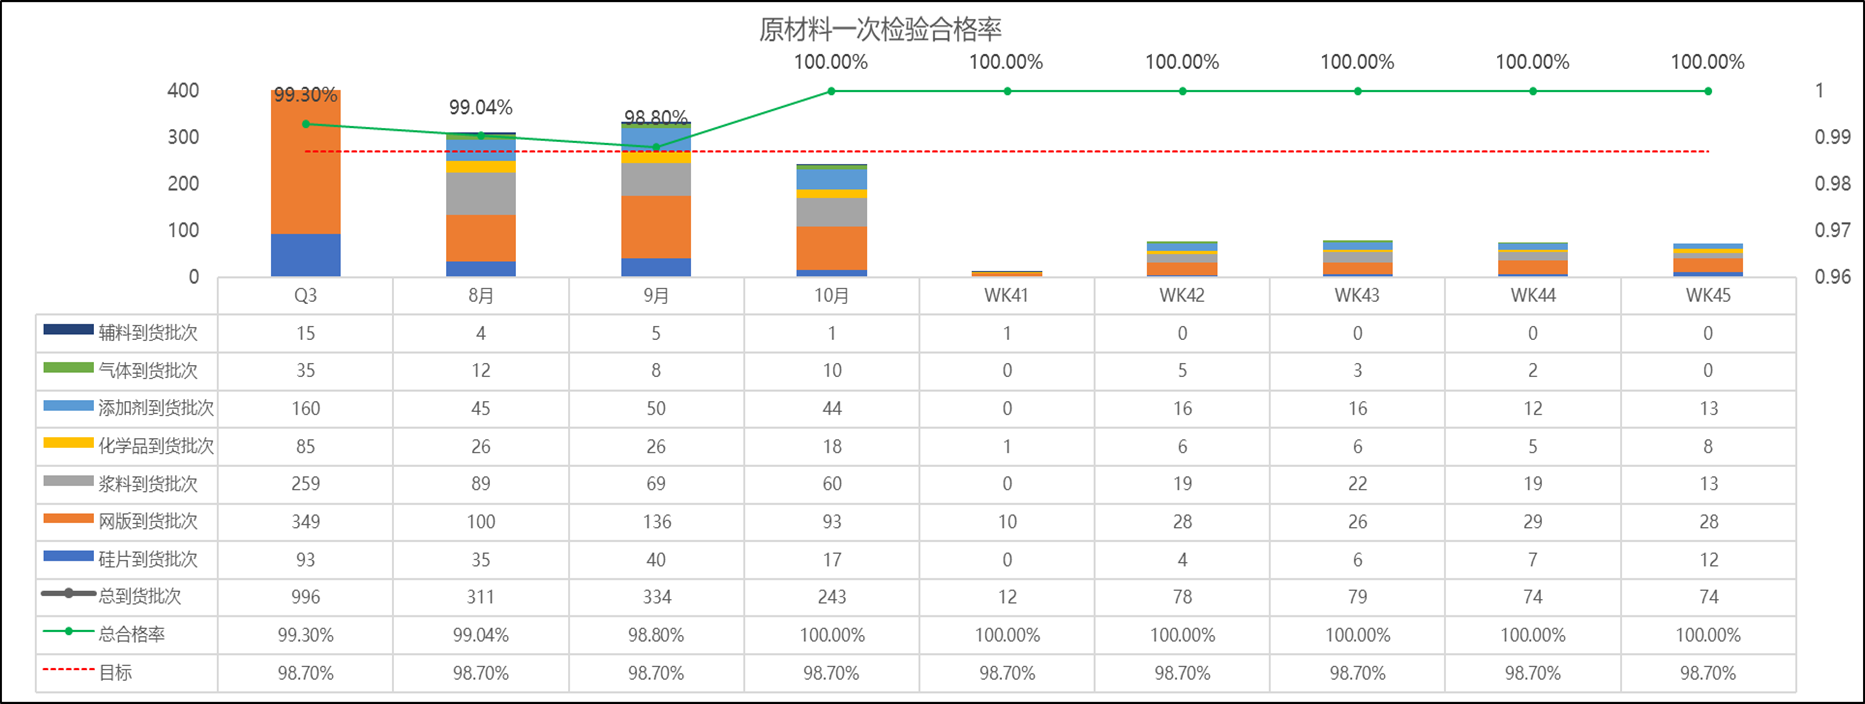 原材料一次检验合格率
99.30%
99.04%
98.80%
100.00%
100.00%
100.00%
100.00%
100.00%
100.00%
400
300
200
100
0
1
0.99
0.98
0.97
0.96
Q3 8月 9月 10月 WK41 WK42 WK43 WK44 WK45
辅料到货批次 15 4 5 1 1 0 0 0 0
气体到货批次 35 12 8 10 0 5 3 2 0
添加剂到货批次 160 45 50 44 0 16 16 12 13
化学品到货批次 85 26 26 18 1 6 6 5 8
浆料到货批次 259 89 69 60 0 19 22 19 13
网版到货批次 349 100 136 93 10 28 26 29 28
硅片到货批次 93 35 40 17 0 4 6 7 12
总到货批次 996 311 334 243 12 78 79 74 74
总合格率 99.30% 99.04% 98.80% 100.00% 100.00% 100.00% 100.00% 100.00% 100.00%
目标 98.70% 98.70% 98.70% 98.70% 98.70% 98.70% 98.70% 98.70% 98.70%